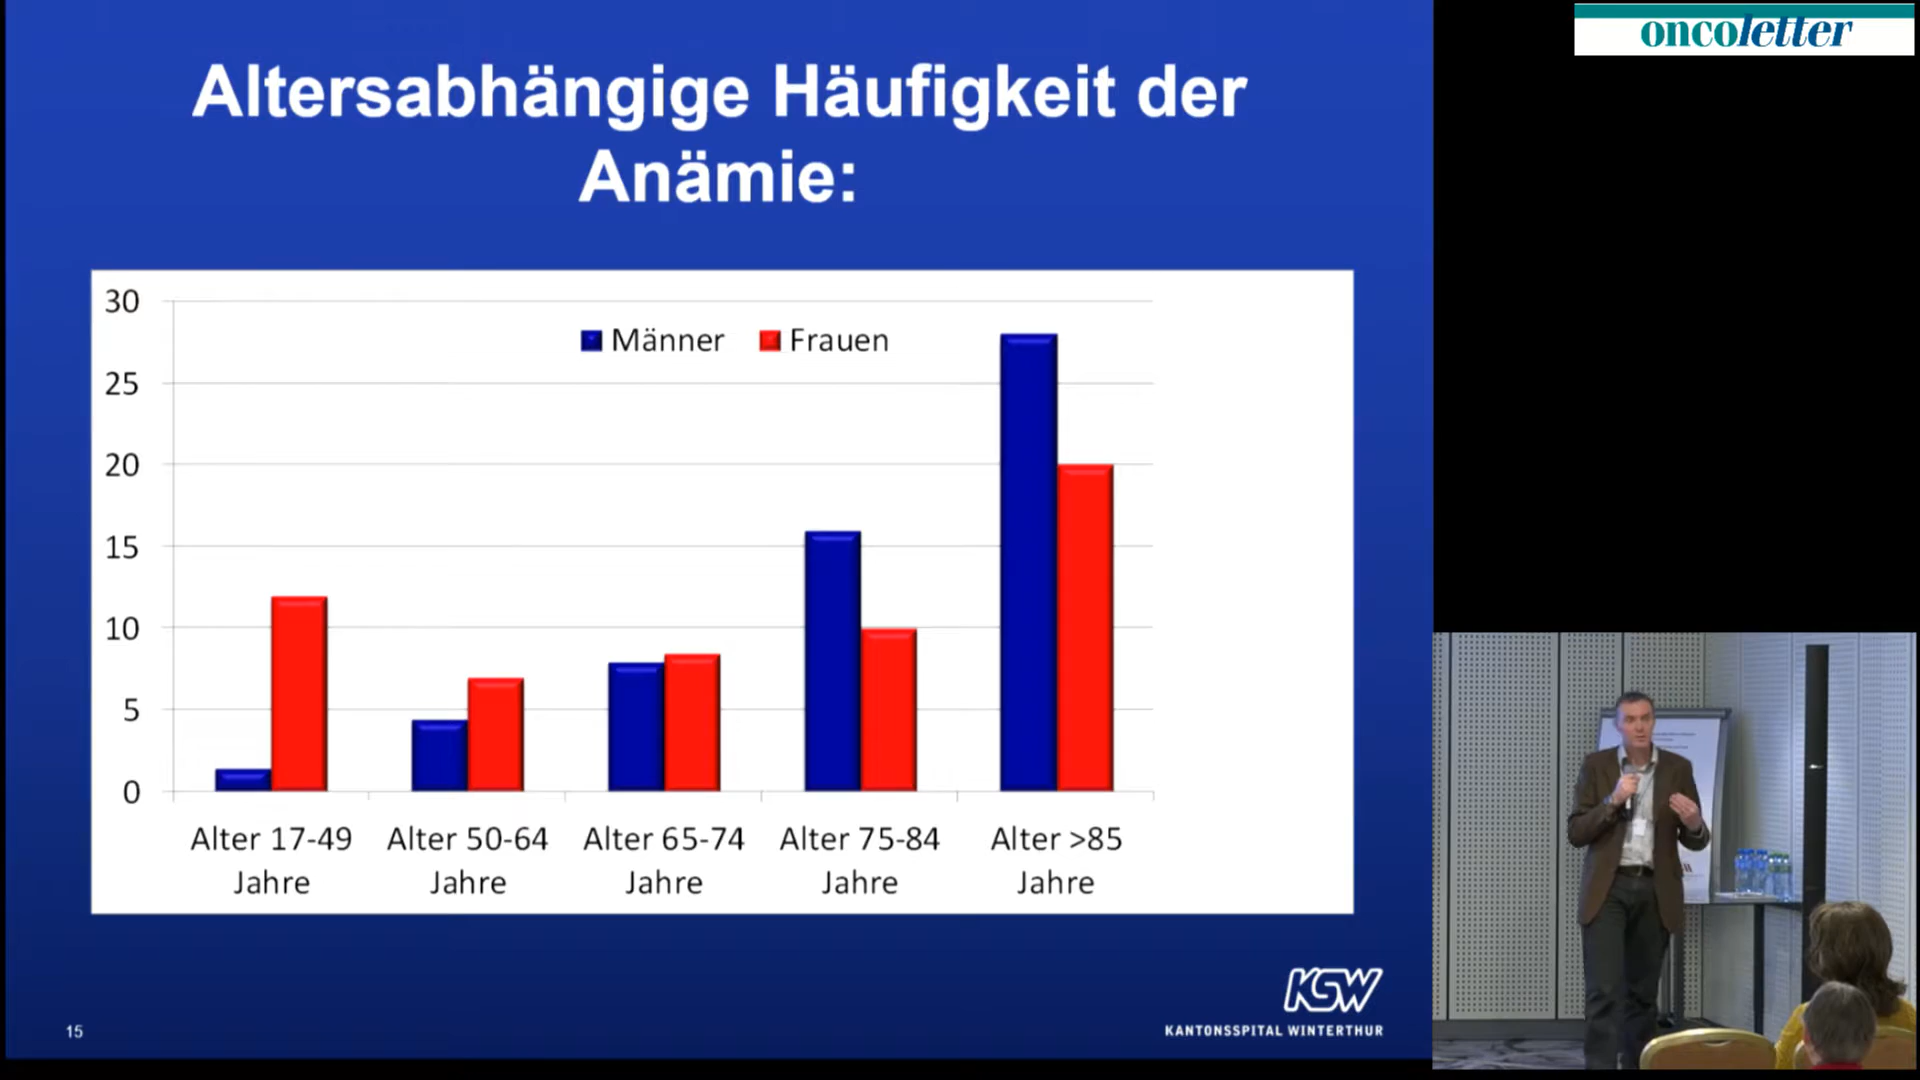 oncoletter
Altersabhängige Häufigkeit der
Anämie:
30
25
20
15
10
5
0
Männer
Frauen
Alter 17-49
Jahre
Alter 50-64
Jahre
Alter 65-74
Jahre
Alter 75-84
Jahre
Alter >85
Jahre
15
KSW
KANTONSSPITAL WINTERTHUR